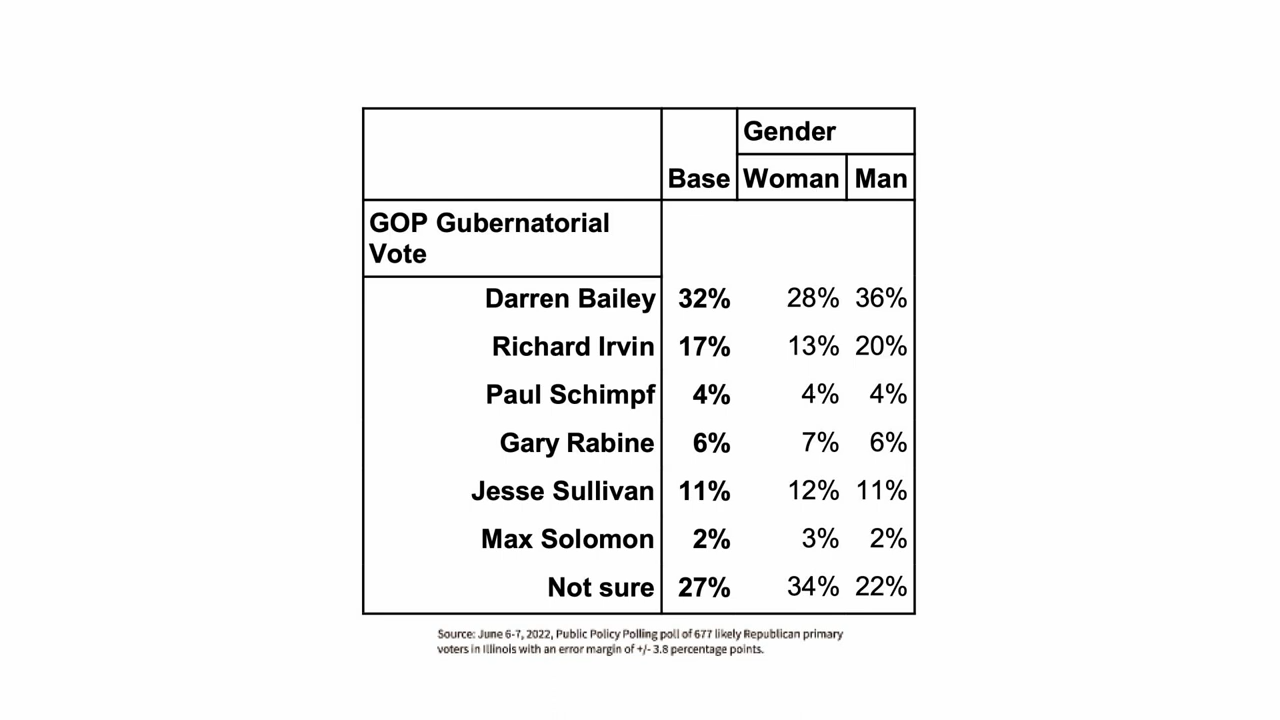 Gender
Base Woman Man
GOP Gubernatorial
Vote
Darren Bailey 32% 28% 36%
Richard Irvin 17% 13% 20%
Paul Schimpf 4% 4% 4%
Gary Rabine 6% 7% 6%
Jesse Sullivan 11% 12% 11%
Max Solomon 2% 3% 2%
Not sure 27% 34% 22%
Source: June 6-7, 2022, Public Policy Polling poll of 677 likely Republican primary
voters in Illinois with an error margin of +/- 3.8 percentage points.